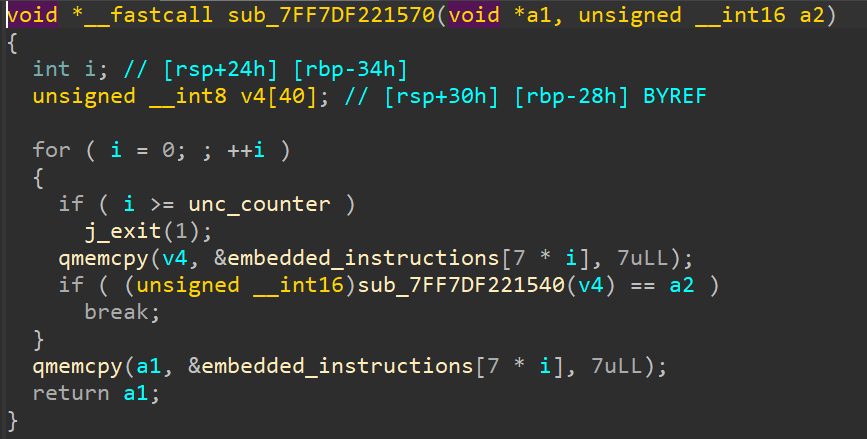 void *__fastcall sub_7FF7DF221570(void *a1, unsigned __int16 a2)
{
  int i; // [rsp+24h] [rbp-34h]
  unsigned __int8 v4[40]; // [rsp+30h] [rbp-28h] BYREF

  for ( i = 0; ; ++i )
  {
    if ( i >= unc_counter )
      j_exit(1);
    qmemcpy(v4, &embedded_instructions[7 * i], 7uLL);
    if ( (unsigned __int16)sub_7FF7DF221540(v4) == a2 )
      break;
  }
  qmemcpy(a1, &embedded_instructions[7 * i], 7uLL);
  return a1;
}